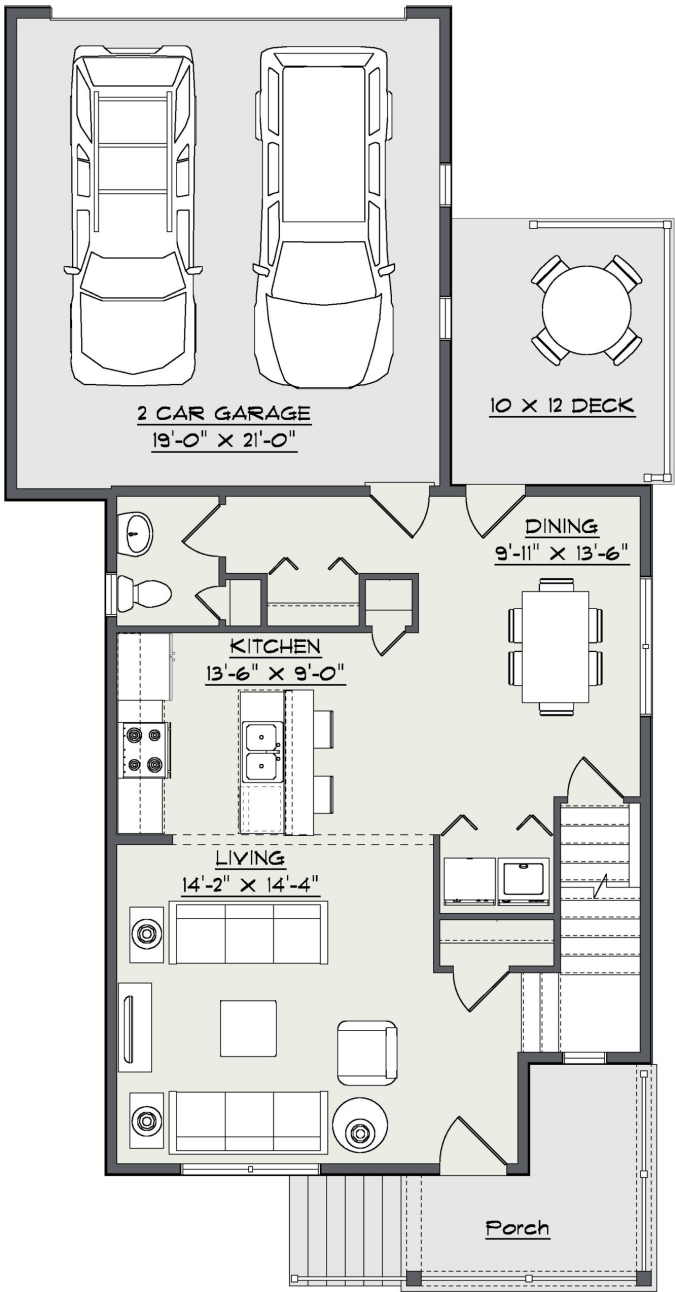 2 CAR GARAGE
19'-0" X 21'-0"
10 X 12 DECK
DINING
9'-11" X 13'-6"
KITCHEN
13'-6" X 9'-0"
LIVING
14'-2" X 14'-4"
Porch